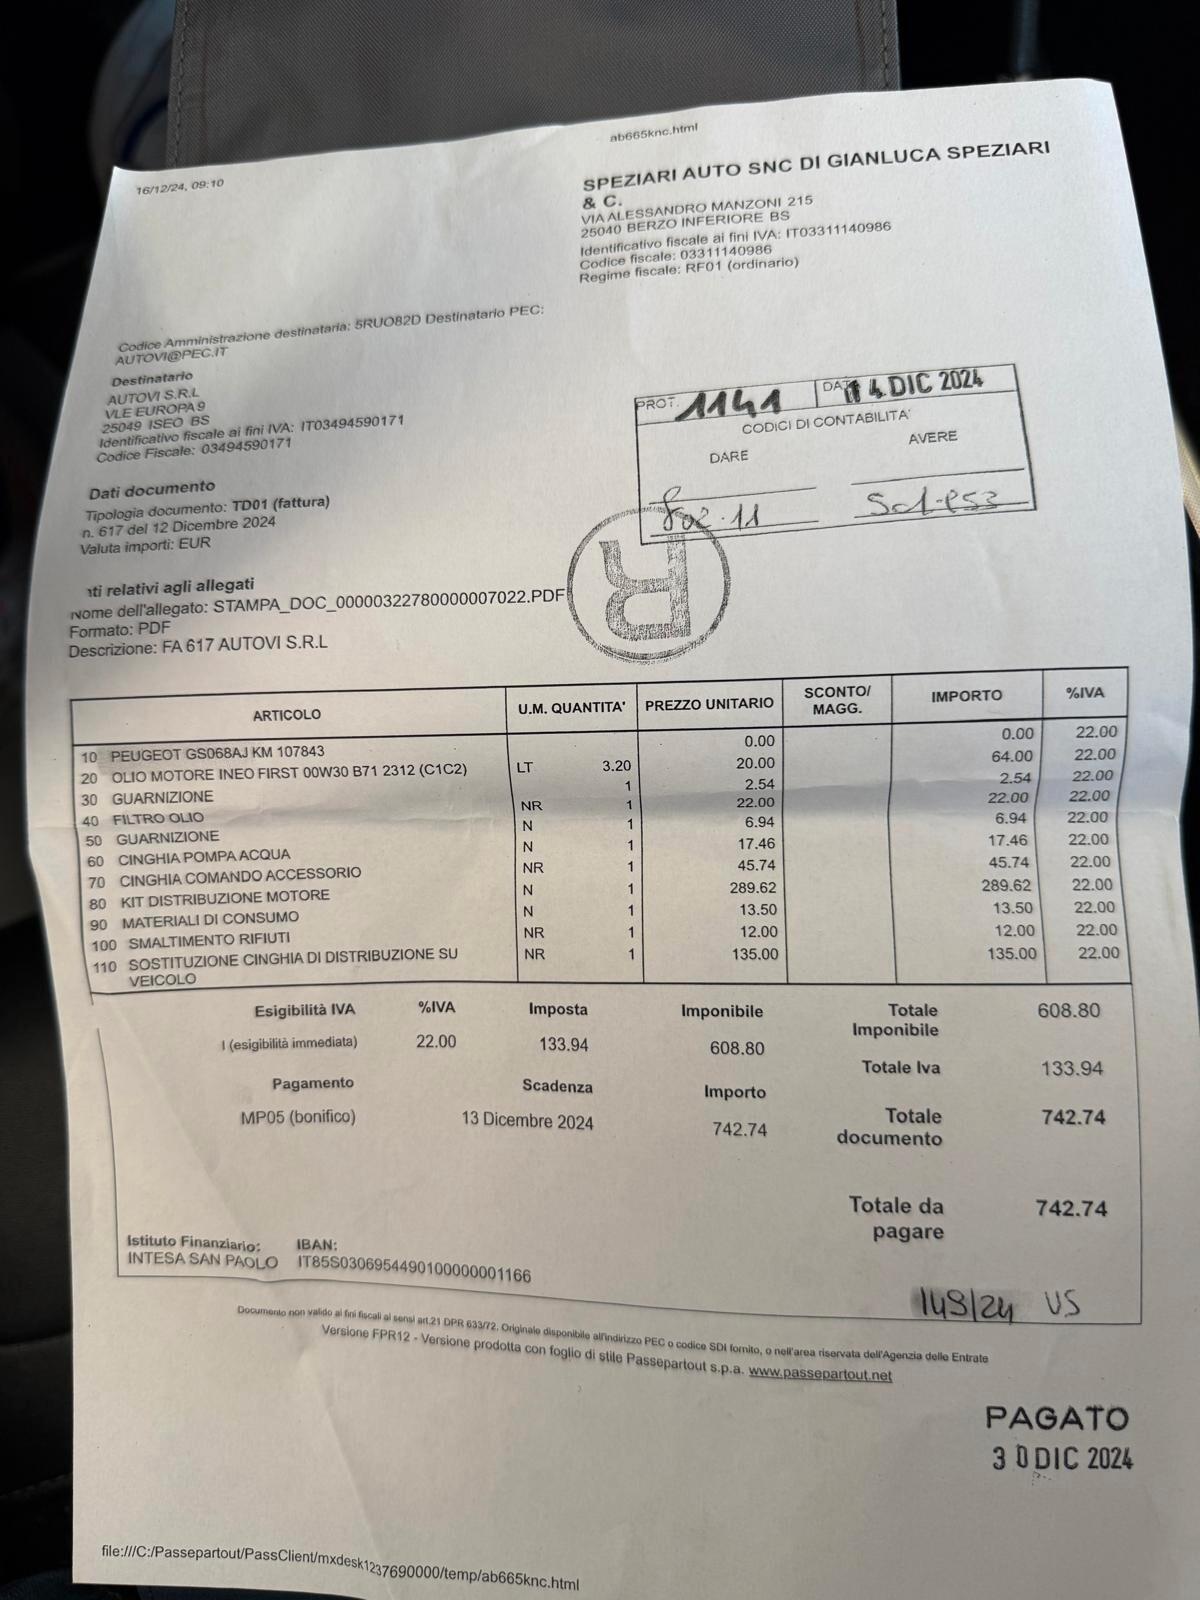 ab665knc.html
16/12/24, 09:10
SPEZIARI AUTO SNC DI GIANLUCA SPEZIARI
& C.
VIA ALESSANDRO MANZONI 215
25040 BERZO INFERIORE BS
Identificativo fiscale ai fini IVA: IT03311140986
Codice fiscale: 03311140986
Regime fiscale: RF01 (ordinario)
Codice Amministrazione destinataria: 5RUO82D Destinatario PEC:
AUTOVI@PEC.IT
Destinatario
AUTOVI S.R.L
VLE EUROPA 9
25049 ISEO BS
Identificativo fiscale ai fini IVA: IT03494590171
Codice Fiscale: 03494590171
PROT. 1141 DATA 14 DIC 2024
CODICI DI CONTABILITA'
DARE AVERE
802.11
R
Dati documento
Tipologia documento: TD01 (fattura)
n. 617 del 12 Dicembre 2024
Valuta importi: EUR
ti relativi agli allegati
Nome dell'allegato: STAMPA_DOC_00000322780000007022.PDF
Formato: PDF
Descrizione: FA 617 AUTOVI S.R.L
ARTICOLO U.M. QUANTITA' PREZZO UNITARIO SCONTO/ MAGG. IMPORTO %IVA
10 PEUGEOT GS068AJ KM 107843 0.00 0.00 22.00
20 OLIO MOTORE INEO FIRST 00W30 B71 2312 (C1C2) LT 3.20 20.00 64.00 22.00
30 GUARNIZIONE 1 2.54 2.54 22.00
40 FILTRO OLIO NR 1 22.00 22.00 22.00
50 GUARNIZIONE N 1 6.94 6.94 22.00
60 CINGHIA POMPA ACQUA N 1 17.46 17.46 22.00
70 CINGHIA COMANDO ACCESSORIO NR 1 45.74 45.74 22.00
80 KIT DISTRIBUZIONE MOTORE N 1 289.62 289.62 22.00
90 MATERIALI DI CONSUMO N 1 13.50 13.50 22.00
100 SMALTIMENTO RIFIUTI NR 1 12.00 12.00 22.00
110 SOSTITUZIONE CINGHIA DI DISTRIBUZIONE SU NR 1 135.00 135.00 22.00
VEICOLO
Esigibilità IVA %IVA Imposta Imponibile Totale Imponibile 608.80
I (esigibilità immediata) 22.00 133.94 608.80
Totale Iva 133.94
Pagamento Scadenza Importo
MP05 (bonifico) 13 Dicembre 2024 742.74
Totale documento 742.74
Totale da pagare 742.74
Istituto Finanziario: IBAN:
INTESA SAN PAOLO IT85S0306954490100000001166
149/24 US
Documento non valido ai fini fiscali ai sensi art.21 DPR 633/72. Originale disponibile all'indirizzo PEC o codice SDI fornito, o nell'area riservata dell'Agenzia delle Entrate
Versione FPR12 - Versione prodotta con foglio di stile Passepartout s.p.a. www.passepartout.net
PAGATO
30 DIC 2024
file:///C:/Passepartout/PassClient/mxdesk1237690000/temp/ab665knc.html